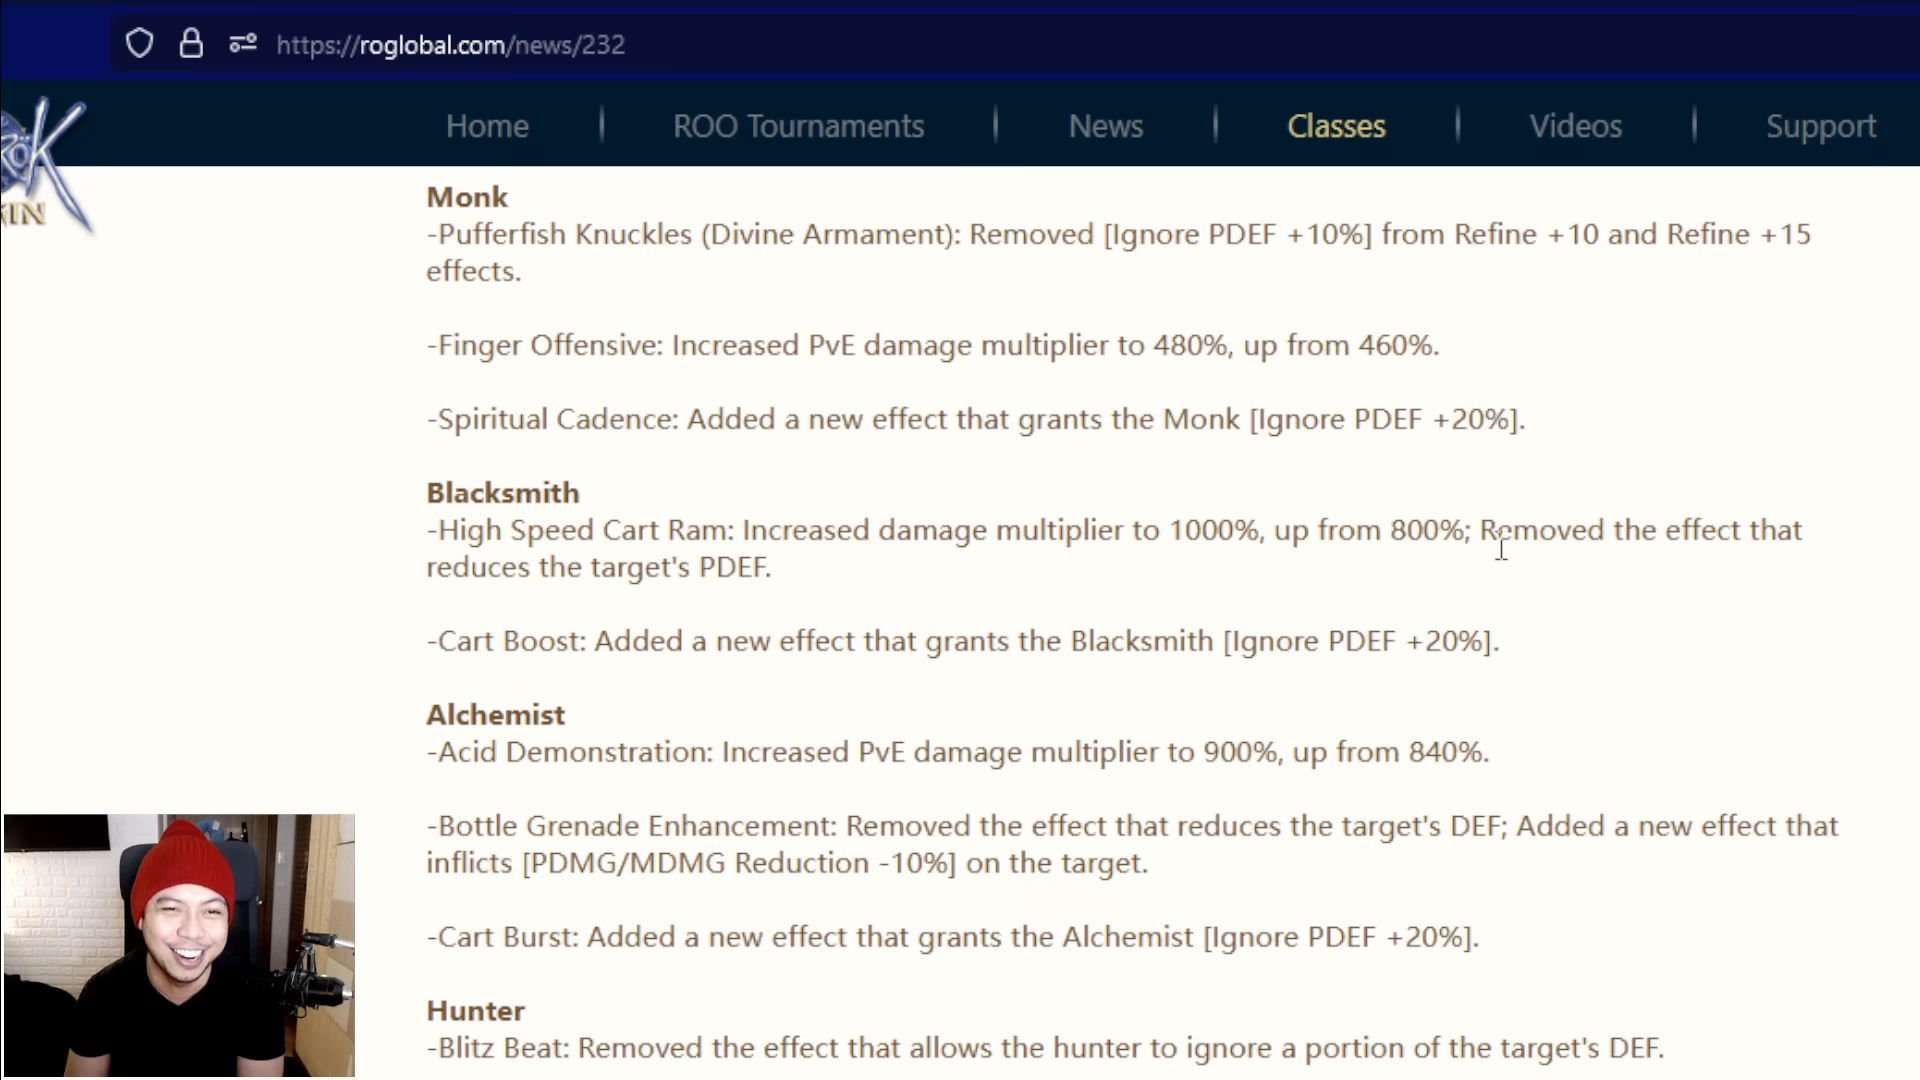 https://roglobal.com/news/232
Home
ROO Tournaments
News
Classes
Videos
Support
Monk
-Pufferfish Knuckles (Divine Armament): Removed [Ignore PDEF +10%] from Refine +10 and Refine +15
effects.
-Finger Offensive: Increased PvE damage multiplier to 480%, up from 460%.
-Spiritual Cadence: Added a new effect that grants the Monk [Ignore PDEF +20%].
Blacksmith
-High Speed Cart Ram: Increased damage multiplier to 1000%, up from 800%; Removed the effect that
reduces the target's PDEF.
-Cart Boost: Added a new effect that grants the Blacksmith [Ignore PDEF +20%].
Alchemist
-Acid Demonstration: Increased PvE damage multiplier to 900%, up from 840%.
-Bottle Grenade Enhancement: Removed the effect that reduces the target's DEF; Added a new effect that
inflicts [PDMG/MDMG Reduction -10%] on the target.
-Cart Burst: Added a new effect that grants the Alchemist [Ignore PDEF +20%].
Hunter
-Blitz Beat: Removed the effect that allows the hunter to ignore a portion of the target's DEF.